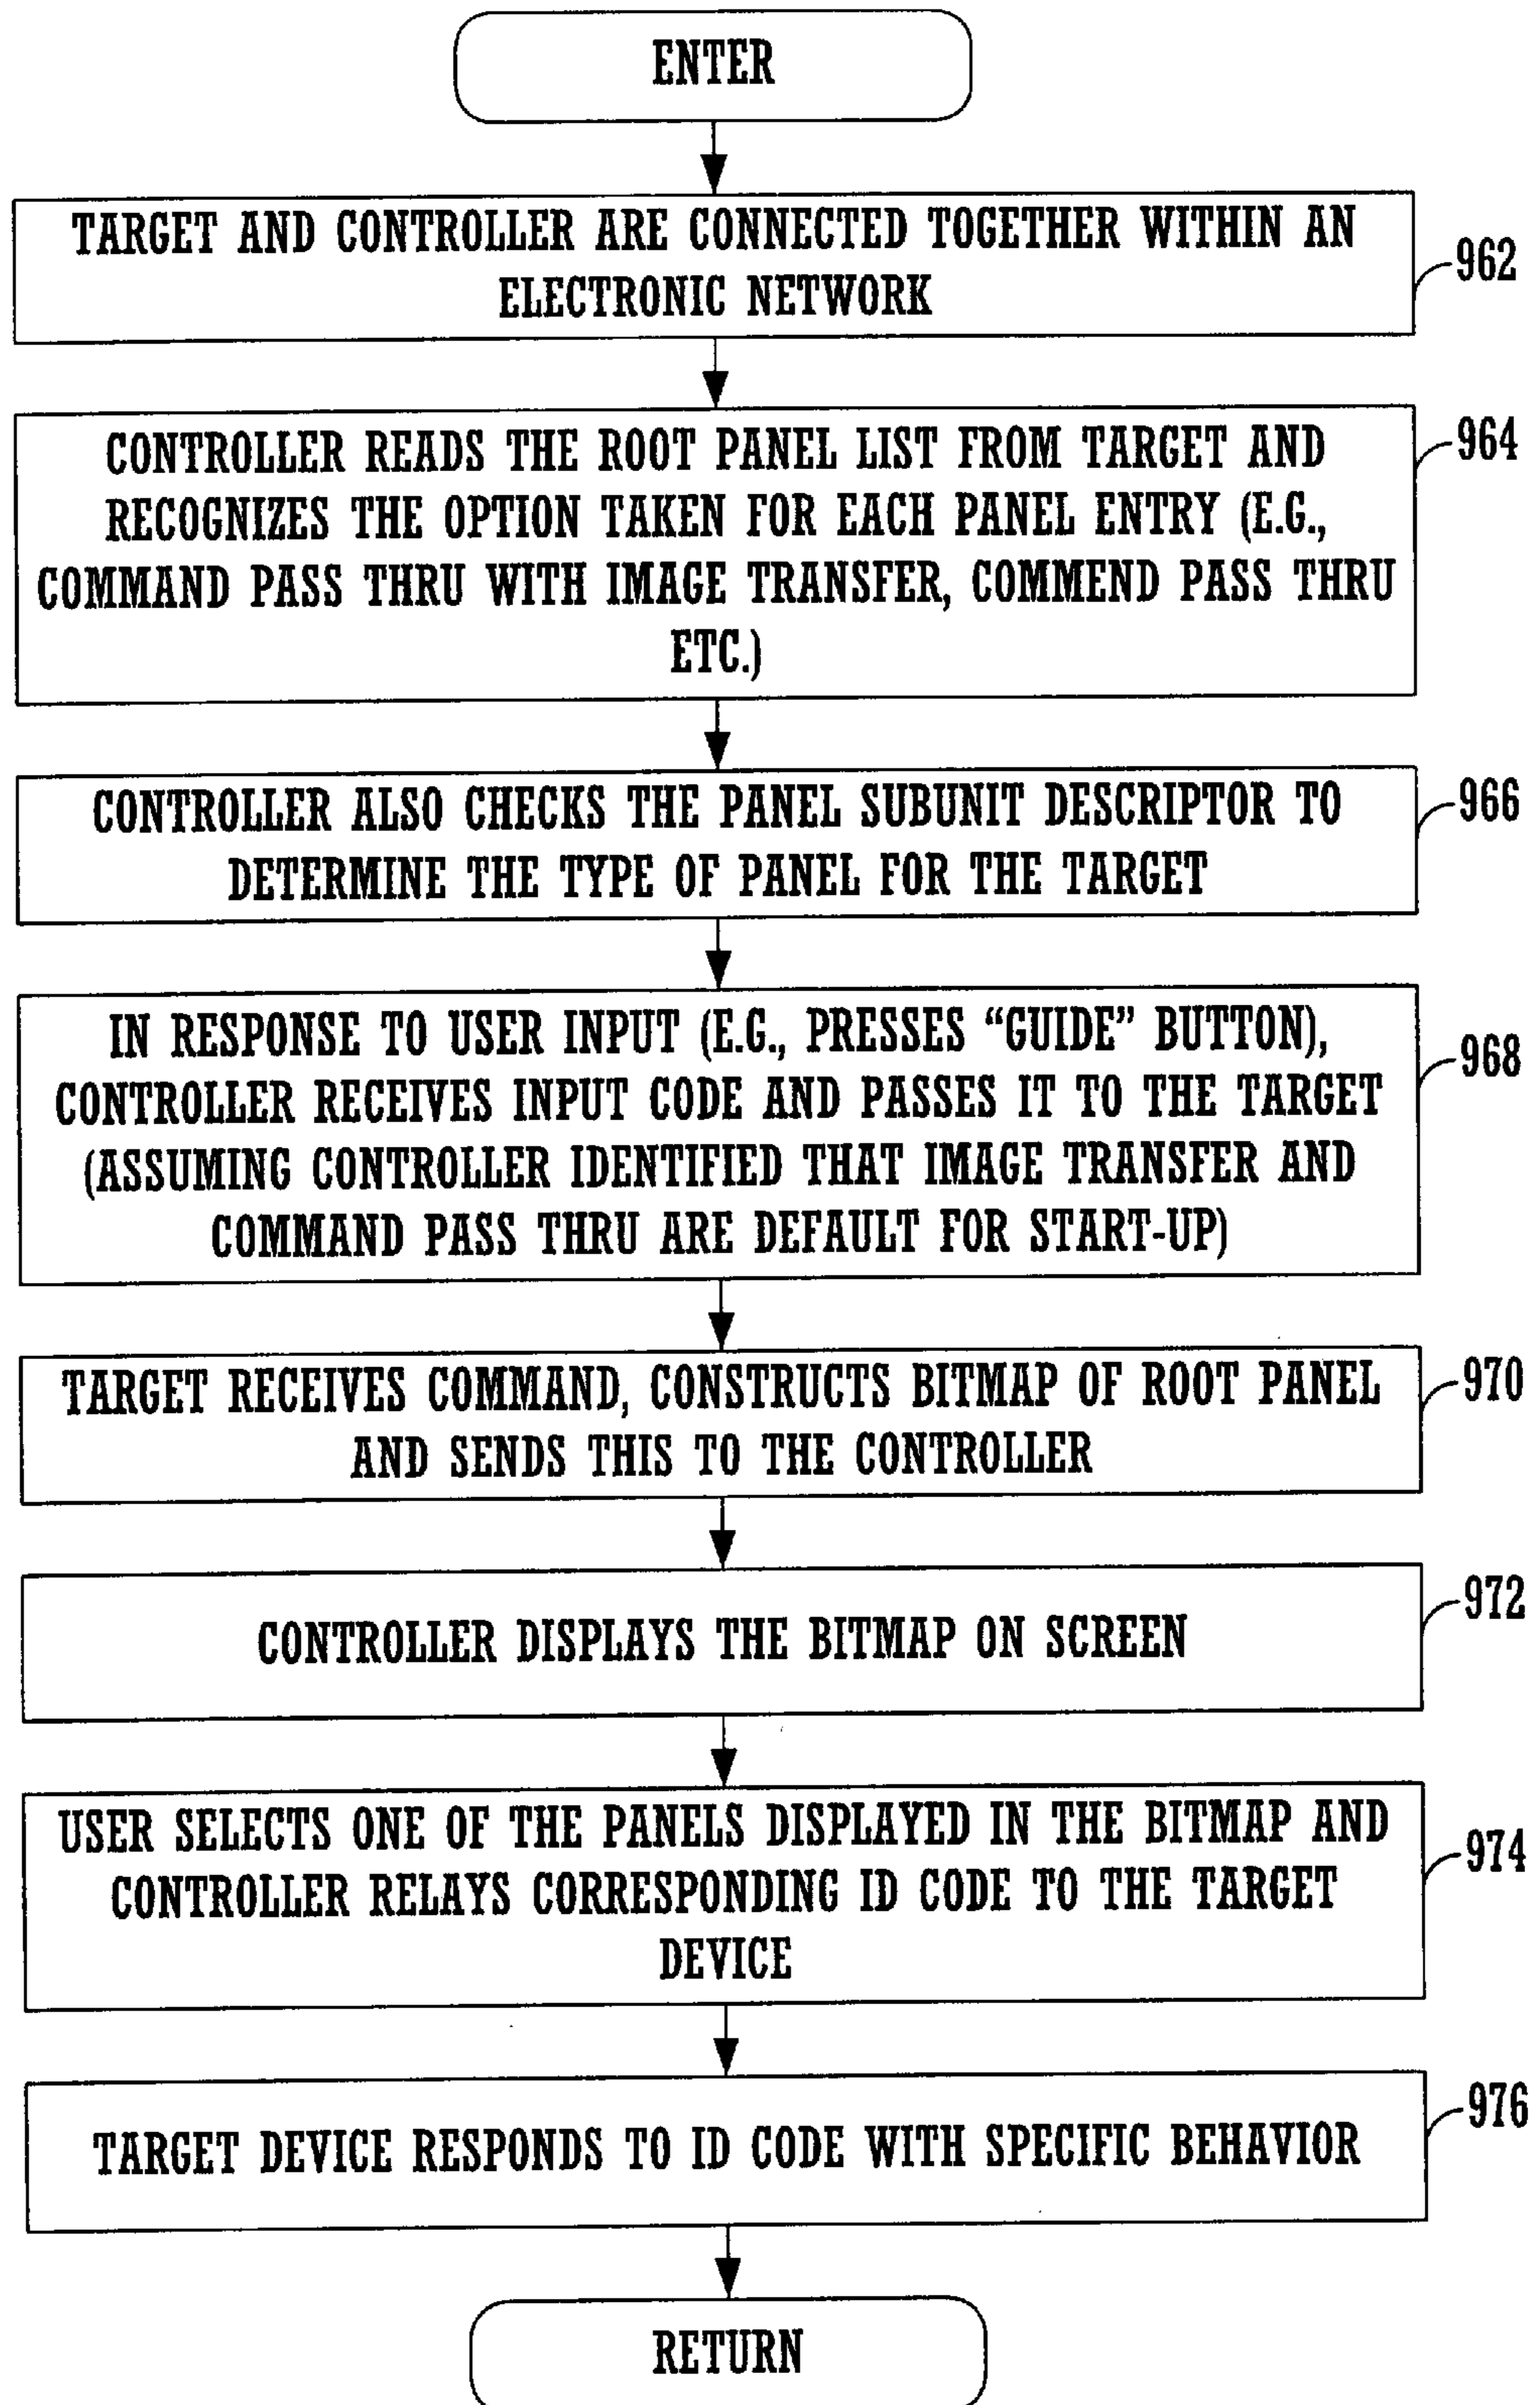 ENTER
TARGET AND CONTROLLER ARE CONNECTED TOGETHER WITHIN AN
ELECTRONIC NETWORK
962
CONTROLLER READS THE ROOT PANEL LIST FROM TARGET AND
RECOGNIZES THE OPTION TAKEN FOR EACH PANEL ENTRY (E.G.,
COMMAND PASS THRU WITH IMAGE TRANSFER, COMMEND PASS THRU
ETC.)
964
CONTROLLER ALSO CHECKS THE PANEL SUBUNIT DESCRIPTOR TO
DETERMINE THE TYPE OF PANEL FOR THE TARGET
966
IN RESPONSE TO USER INPUT (E.G., PRESSES “GUIDE” BUTTON),
CONTROLLER RECEIVES INPUT CODE AND PASSES IT TO THE TARGET
(ASSUMING CONTROLLER IDENTIFIED THAT IMAGE TRANSFER AND
COMMAND PASS THRU ARE DEFAULT FOR START-UP)
968
TARGET RECEIVES COMMAND, CONSTRUCTS BITMAP OF ROOT PANEL
AND SENDS THIS TO THE CONTROLLER
970
CONTROLLER DISPLAYS THE BITMAP ON SCREEN
972
USER SELECTS ONE OF THE PANELS DISPLAYED IN THE BITMAP AND
CONTROLLER RELAYS CORRESPONDING ID CODE TO THE TARGET
DEVICE
974
TARGET DEVICE RESPONDS TO ID CODE WITH SPECIFIC BEHAVIOR
976
RETURN